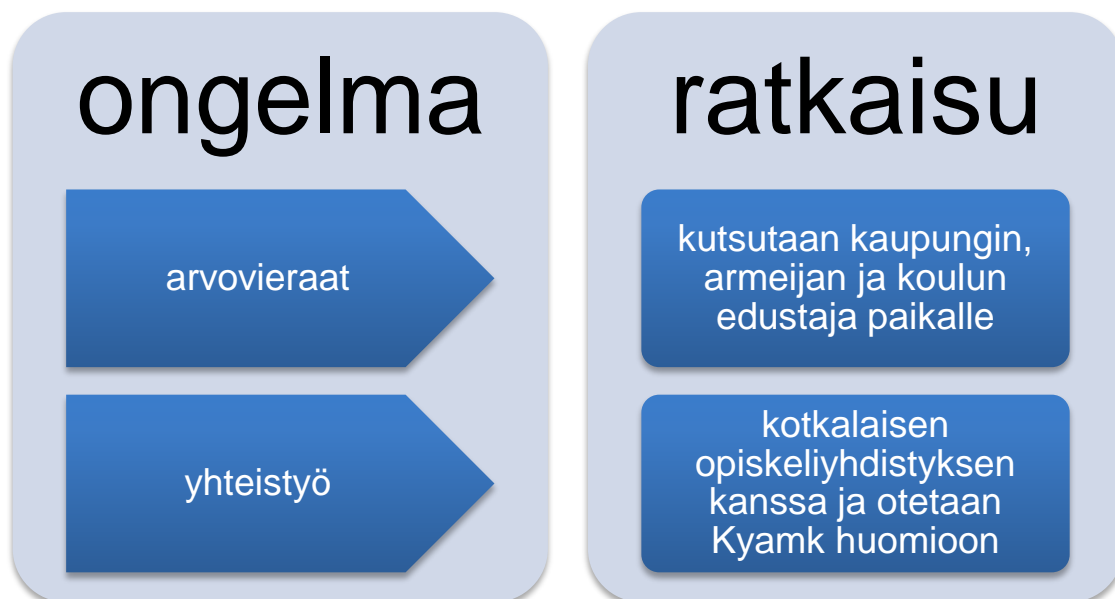 ongelma
arvovieraat
yhteistyö
ratkaisu
kutsutaan kaupungin,
armeijan ja koulun
edustaja paikalle
kotkalaisen
opiskeliyhdistyksen
kanssa ja otetaan
Kyamk huomioon